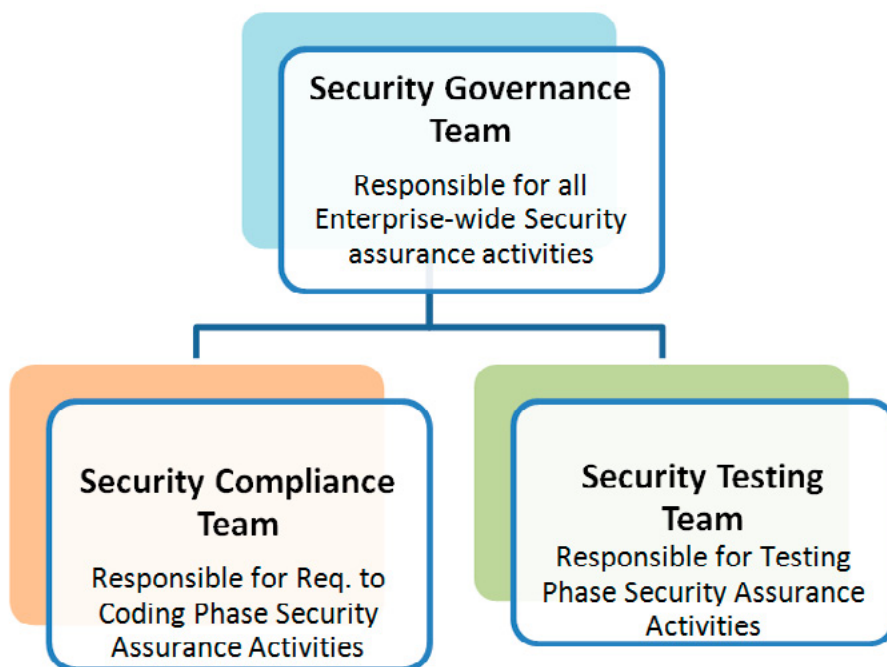 Security Governance
Team
Responsible for all
Enterprise-wide Security
assurance activities
Security Compliance
Team
Responsible for Req. to
Coding Phase Security
Assurance Activities
Security Testing
Team
Responsible for Testing
Phase Security Assurance
Activities